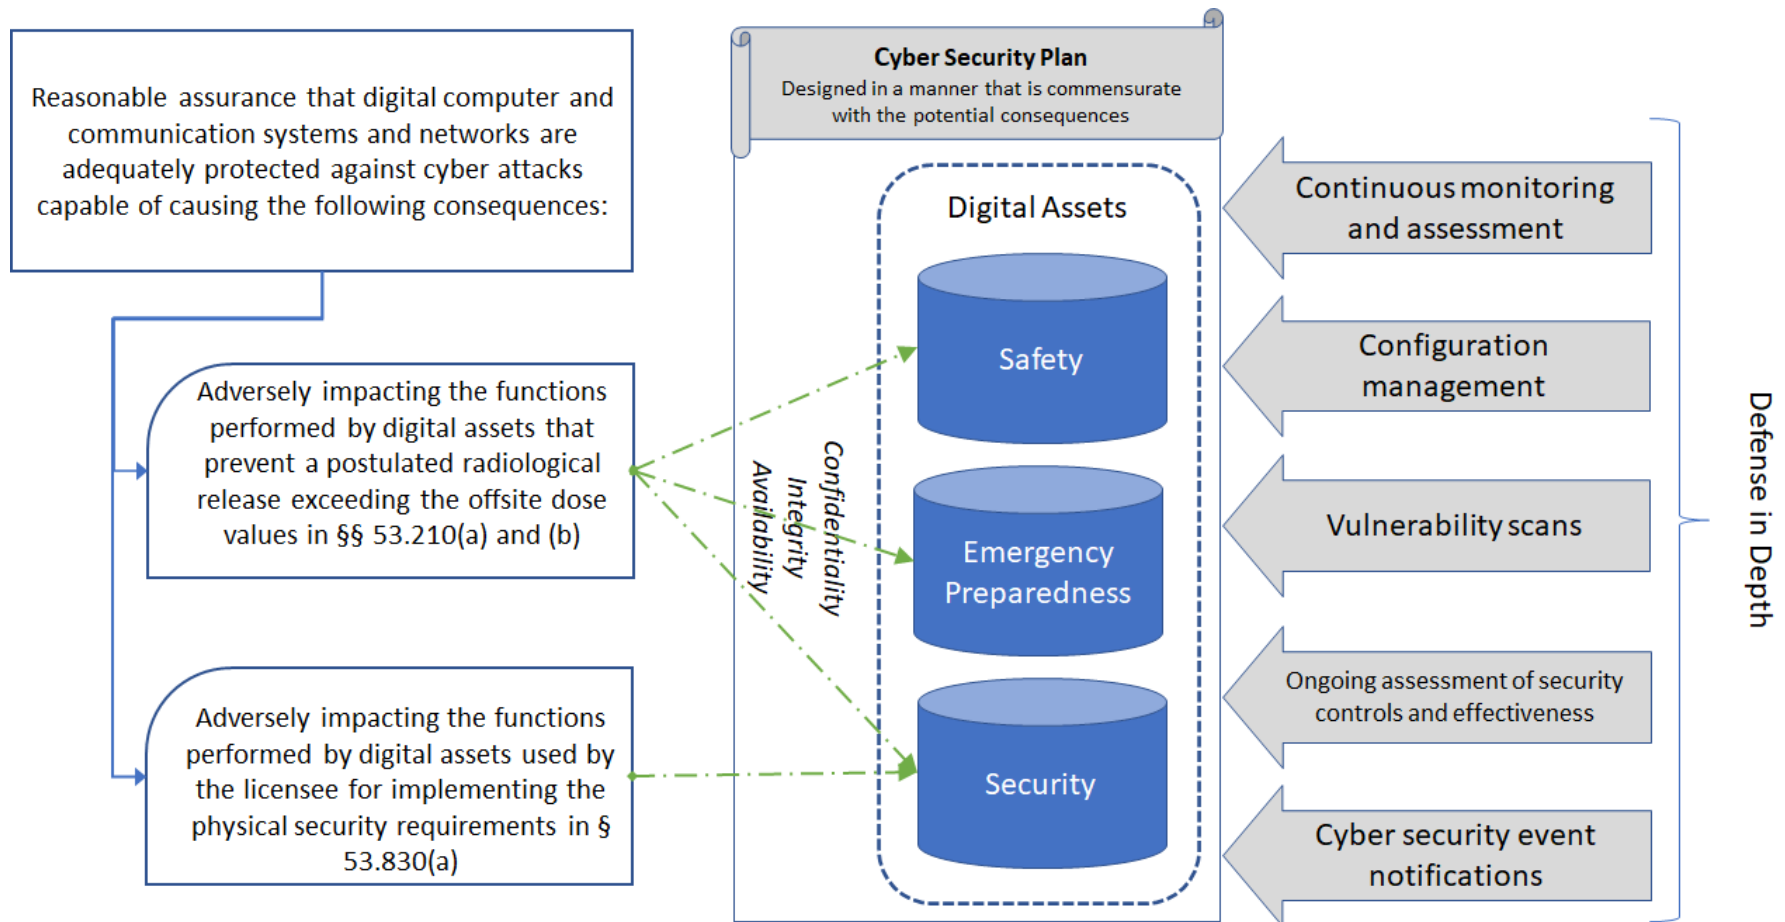 Reasonable assurance that digital computer and
communication systems and networks are
adequately protected against cyber attacks
capable of causing the following consequences:
Adversely impacting the functions
performed by digital assets that
prevent a postulated radiological
release exceeding the offsite dose
values in §§ 53.210(a) and (b)
Adversely impacting the functions
performed by digital assets used by
the licensee for implementing the
physical security requirements in §
53.830(a)
Cyber Security Plan
Designed in a manner that is commensurate
with the potential consequences
Confidentiality
Integrity
Availability
Digital Assets
Safety
Emergency
Preparedness
Security
Continuous monitoring
and assessment
Configuration
management
Vulnerability scans
Ongoing assessment of security
controls and effectiveness
Cyber security event
notifications
Defense in Depth